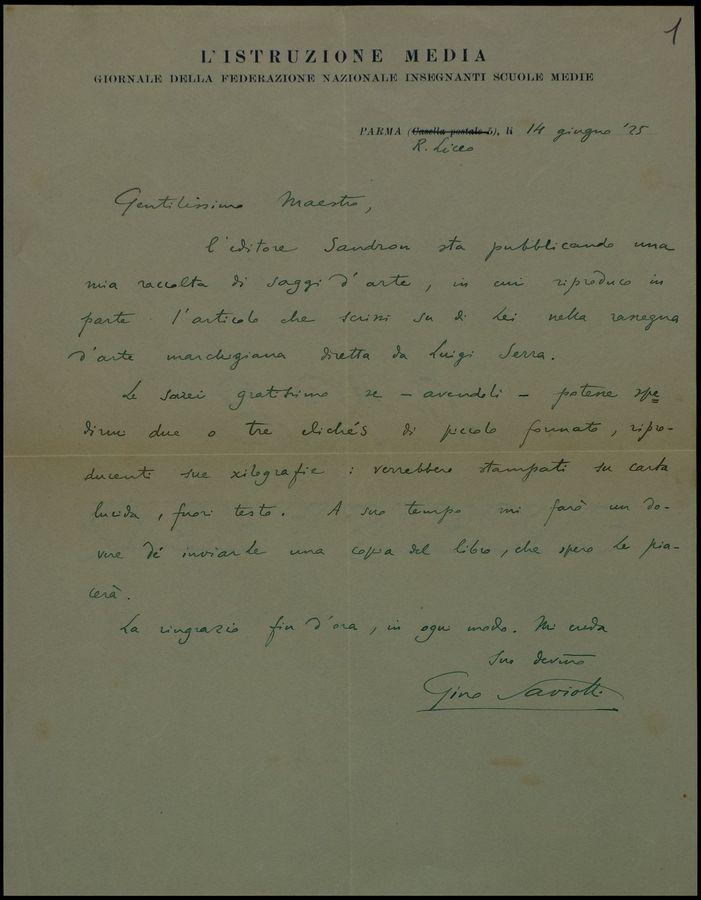 1
L'ISTRUZIONE MEDIA
GIORNALE DELLA FEDERAZIONE NAZIONALE INSEGNANTI SCUOLE MEDIE
PARMA (Casella postale 5), li 14 giugno '25
R. Liceo
Gentilissimo Maestro,
l'editore Sandron sta pubblicando una
mia raccolta di saggi d'arte, in cui riproduco in
parte l'articolo che scrissi su di Lei nella rassegna
d'arte marchigiana diretta da Luigi Serra.
Le sarei gratissimo se – avendoli – potesse spe
dirmi due o tre clichés di piccolo formato, ripro-
ducenti sue xilografie : verrebbero stampati su carta
lucida, fuori testo. A suo tempo mi farò un do-
vere di inviarLe una copia del libro, che spero Le pia-
cerà.
La ringrazio fin d'ora, in ogni modo. Mi creda
Suo devmo
Gino Saviotti